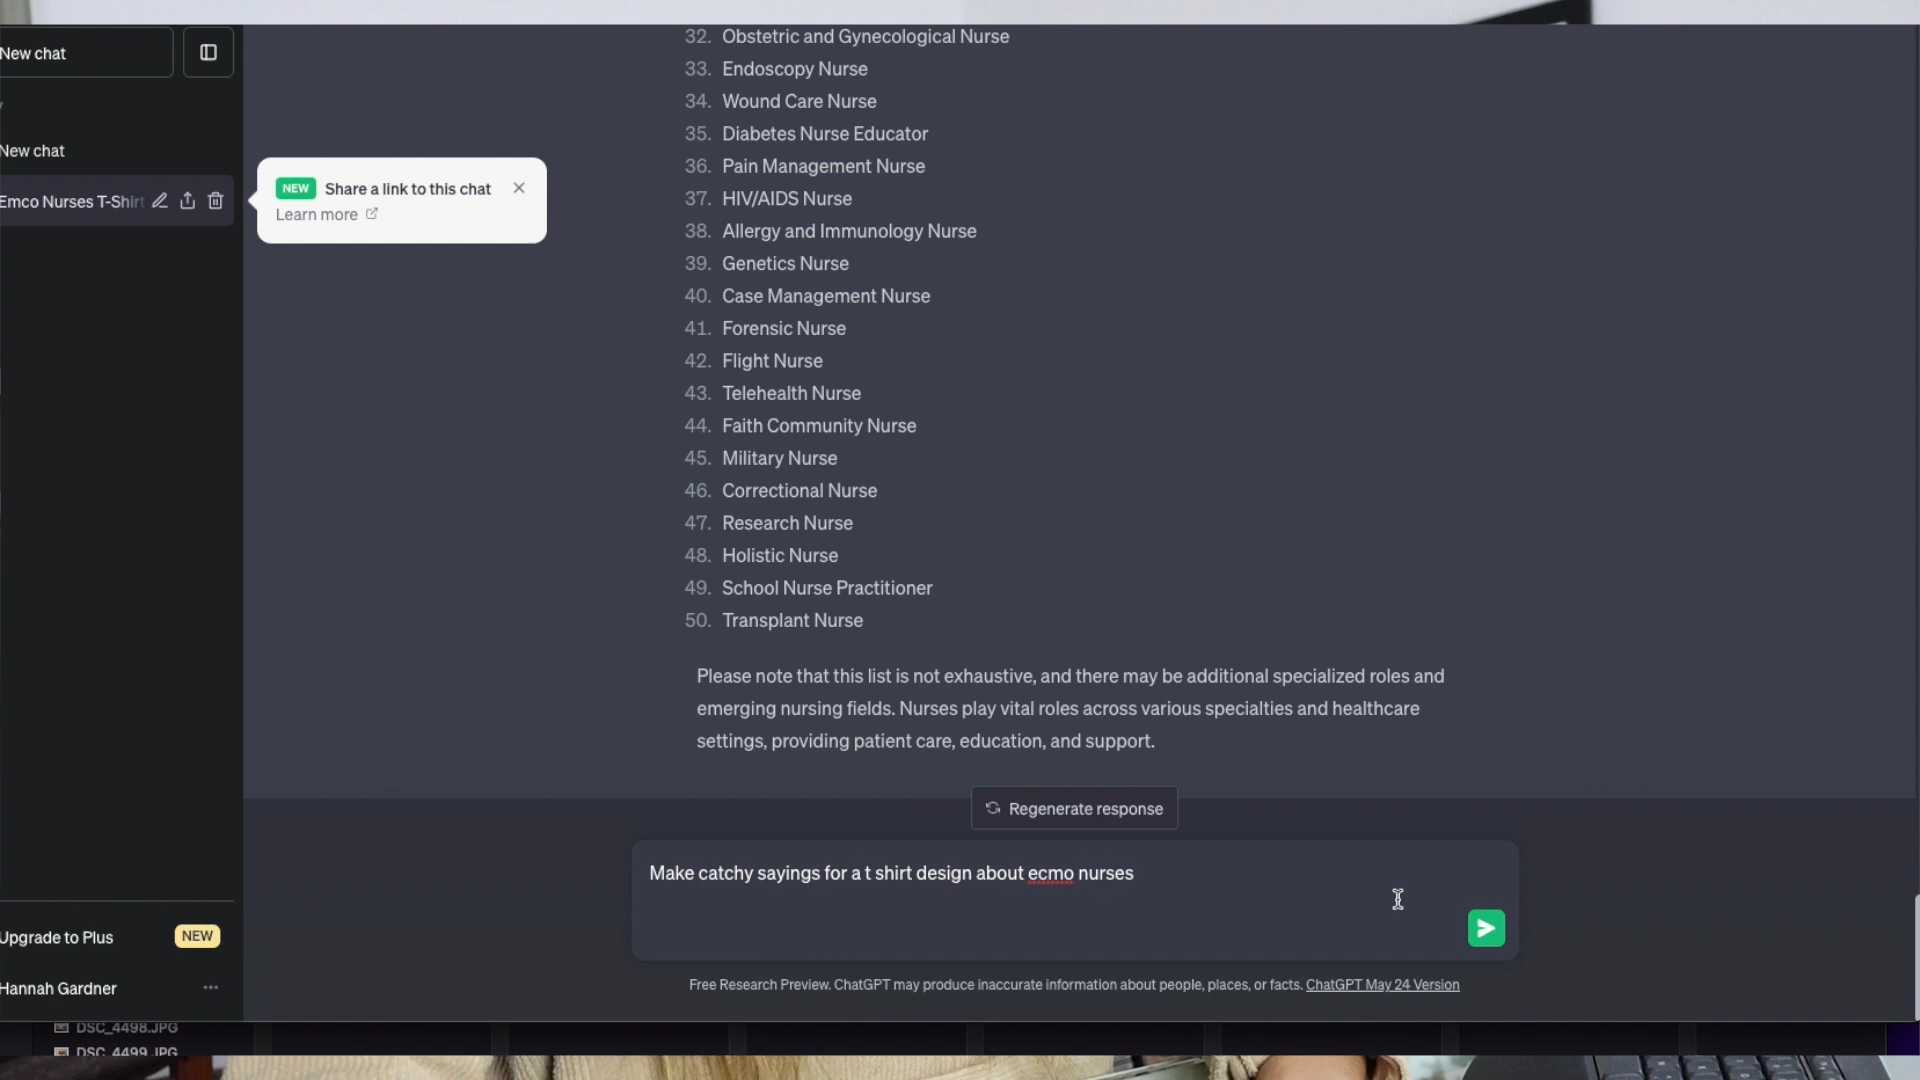 New chat
New chat
Emco Nurses T-Shirt
NEW Share a link to this chat
Learn more
32. Obstetric and Gynecological Nurse
33. Endoscopy Nurse
34. Wound Care Nurse
35. Diabetes Nurse Educator
36. Pain Management Nurse
37. HIV/AIDS Nurse
38. Allergy and Immunology Nurse
39. Genetics Nurse
40. Case Management Nurse
41. Forensic Nurse
42. Flight Nurse
43. Telehealth Nurse
44. Faith Community Nurse
45. Military Nurse
46. Correctional Nurse
47. Research Nurse
48. Holistic Nurse
49. School Nurse Practitioner
50. Transplant Nurse
Please note that this list is not exhaustive, and there may be additional specialized roles and
emerging nursing fields. Nurses play vital roles across various specialties and healthcare
settings, providing patient care, education, and support.
Regenerate response
Make catchy sayings for a t shirt design about ecmo nurses
Upgrade to Plus NEW
Hannah Gardner
Free Research Preview. ChatGPT may produce inaccurate information about people, places, or facts. ChatGPT May 24 Version
DSC_4498.JPG
DSC_4499.JPG